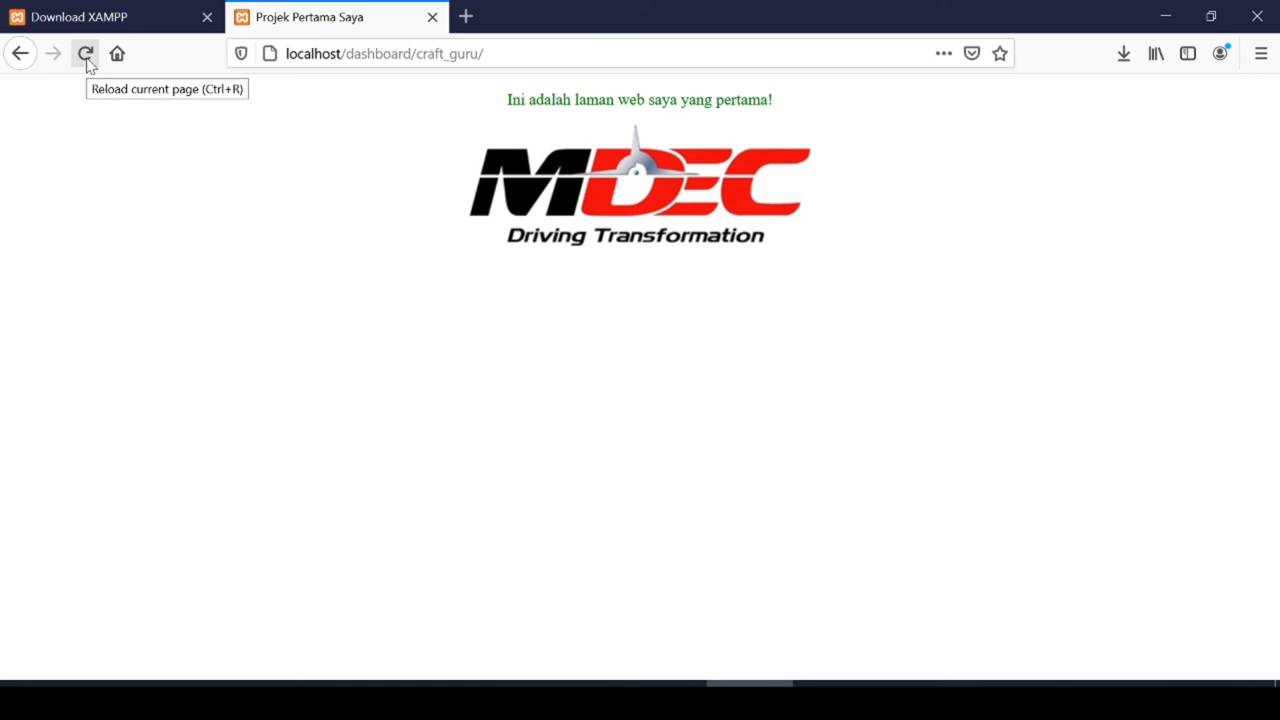 Download XAMPP
Projek Pertama Saya
localhost/dashboard/craft_guru/
Reload current page (Ctrl+R)
Ini adalah laman web saya yang pertama!
MDEC
Driving Transformation